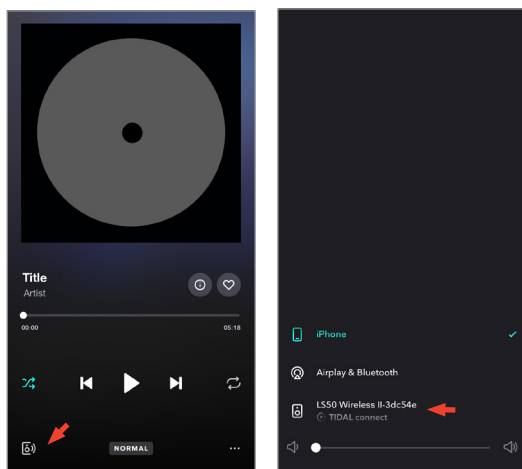 Title
Artist
00:00
05:18
NORMAL
iPhone
Airplay & Bluetooth
LS50 Wireless II-3dc54e
TIDAL connect